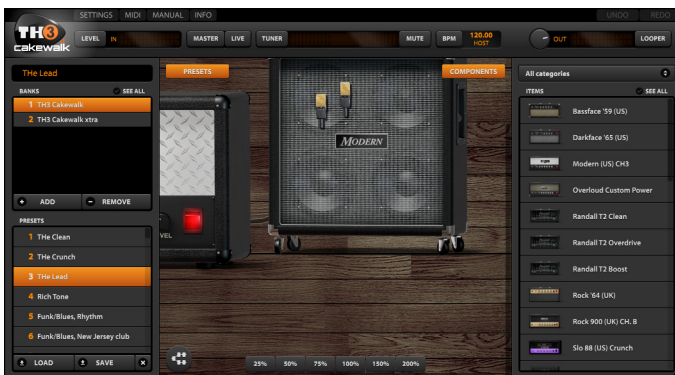 SETTINGS MIDI MANUAL INFO UNDO REDO
TH3
cakewalk
LEVEL IN MASTER LIVE TUNER MUTE BPM 120.00 HOST OUT LOOPER
THe Lead
BANKS SEE ALL
1 TH3 Cakewalk
2 TH3 Cakewalk xtra
ADD REMOVE
PRESETS
1 THe Clean
2 THe Crunch
3 THe Lead
4 Rich Tone
5 Funk/Blues, Rhythm
6 Funk/Blues, New Jersey club
LOAD SAVE
PRESETS
COMPONENTS
MODERN
VEL
25% 50% 75% 100% 150% 200%
All categories
ITEMS SEE ALL
Bassface '59 (US)
Darkface '65 (US)
Modern (US) CH3
Overloud Custom Power
Randall T2 Clean
Randall T2 Overdrive
Randall T2 Boost
Rock '64 (UK)
Rock 900 (UK) CH. B
Slo 88 (US) Crunch